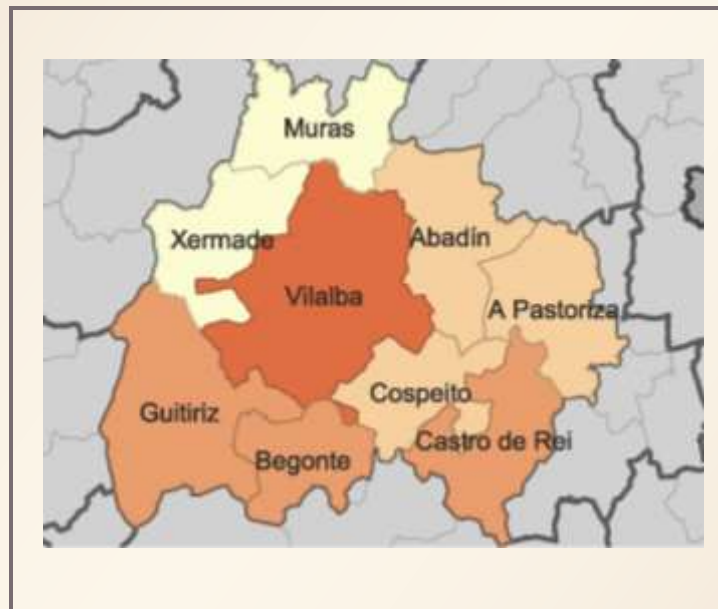 Muras
Xermade
Abadín
Vilalba
A Pastoriza
Cospeito
Guitiriz
Castro de Rei
Begonte